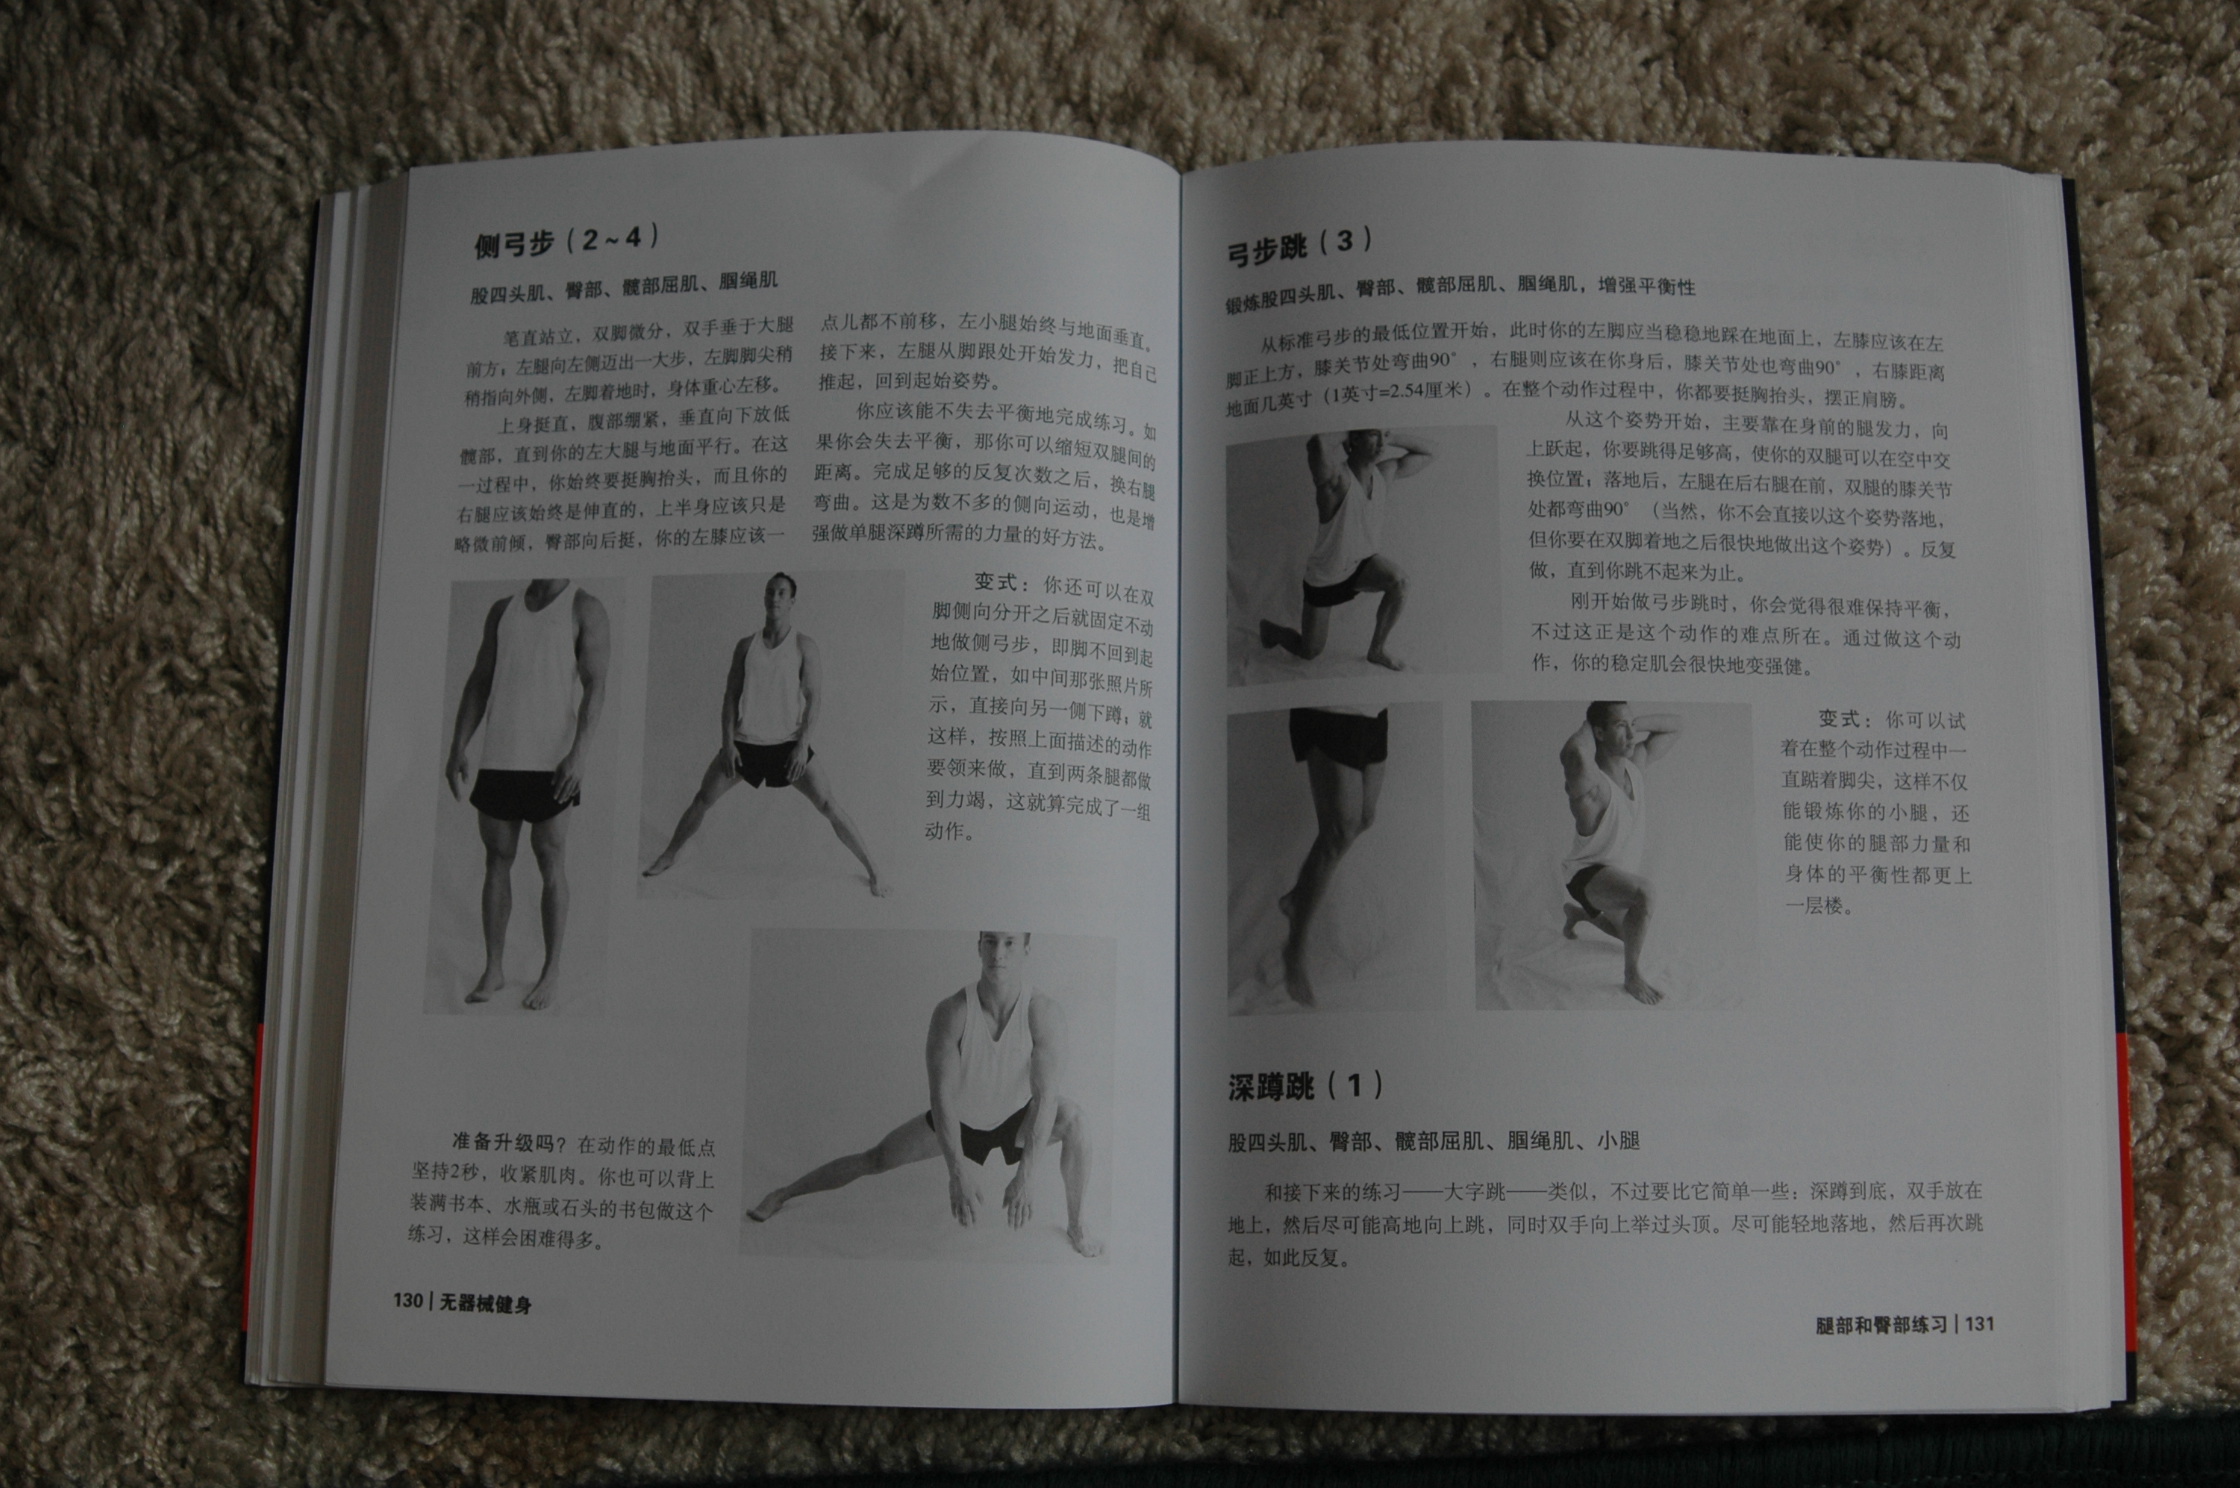 侧弓步（2~4）
股四头肌、臀部、髋部屈肌、腘绳肌
笔直站立，双脚微分，双手垂于大腿
前方；左腿向左侧迈出一大步，左脚脚尖稍
稍指向外侧，左脚着地时，身体重心左移。
上身挺直，腹部绷紧，垂直向下放低
髋部，直到你的左大腿与地面平行。在这
一过程中，你始终要挺胸抬头，而且你的
右腿应该始终是伸直的，上半身应该只是
略微前倾，臀部向后挺，你的左膝应该一
点儿都不前移，左小腿始终与地面垂直。
接下来，左腿从脚跟处开始发力，把自己
推起，回到起始姿势。
你应该能不失去平衡地完成练习。如
果你会失去平衡，那你可以缩短双腿间的
距离。完成足够的反复次数之后，换右腿
弯曲。这是为数不多的侧向运动，也是增
强做单腿深蹲所需的力量的好方法。
变式：你还可以在双
脚侧向分开之后就固定不动
地做侧弓步，即脚不回到起
始位置，如中间那张照片所
示，直接向另一侧下蹲；就
这样，按照上面描述的动作
要领来做，直到两条腿都做
到力竭，这就算完成了一组
动作。
准备升级吗？在动作的最低点
坚持2秒，收紧肌肉。你也可以背上
装满书本、水瓶或石头的书包做这个
练习，这样会困难得多。
130 | 无器械健身
弓步跳（3）
锻炼股四头肌、臀部、髋部屈肌、腘绳肌，增强平衡性
从标准弓步的最低位置开始，此时你的左脚应当稳稳地踩在地面上，左膝应该在左
脚正上方，膝关节处弯曲90°，右腿则应该在你身后，膝关节处也弯曲90°，右膝距离
地面几英寸（1英寸=2.54厘米）。在整个动作过程中，你都要挺胸抬头，摆正肩膀。
从这个姿势开始，主要靠在身前的腿发力，向
上跃起，你要跳得足够高，使你的双腿可以在空中交
换位置；落地后，左腿在后右腿在前，双腿的膝关节
处都弯曲90°（当然，你不会直接以这个姿势落地，
但你要在双脚着地之后很快地做出这个姿势）。反复
做，直到你跳不起来为止。
刚开始做弓步跳时，你会觉得很难保持平衡，
不过这正是这个动作的难点所在。通过做这个动
作，你的稳定肌会很快地变强健。
变式：你可以试
着在整个动作过程中一
直踮着脚尖，这样不仅
能锻炼你的小腿，还
能使你的腿部力量和
身体的平衡性都更上
一层楼。
深蹲跳（1）
股四头肌、臀部、髋部屈肌、腘绳肌、小腿
和接下来的练习——大字跳——类似，不过要比它简单一些：深蹲到底，双手放在
地上，然后尽可能高地向上跳，同时双手向上举过头顶。尽可能轻地落地，然后再次跳
起，如此反复。
腿部和臀部练习 | 131